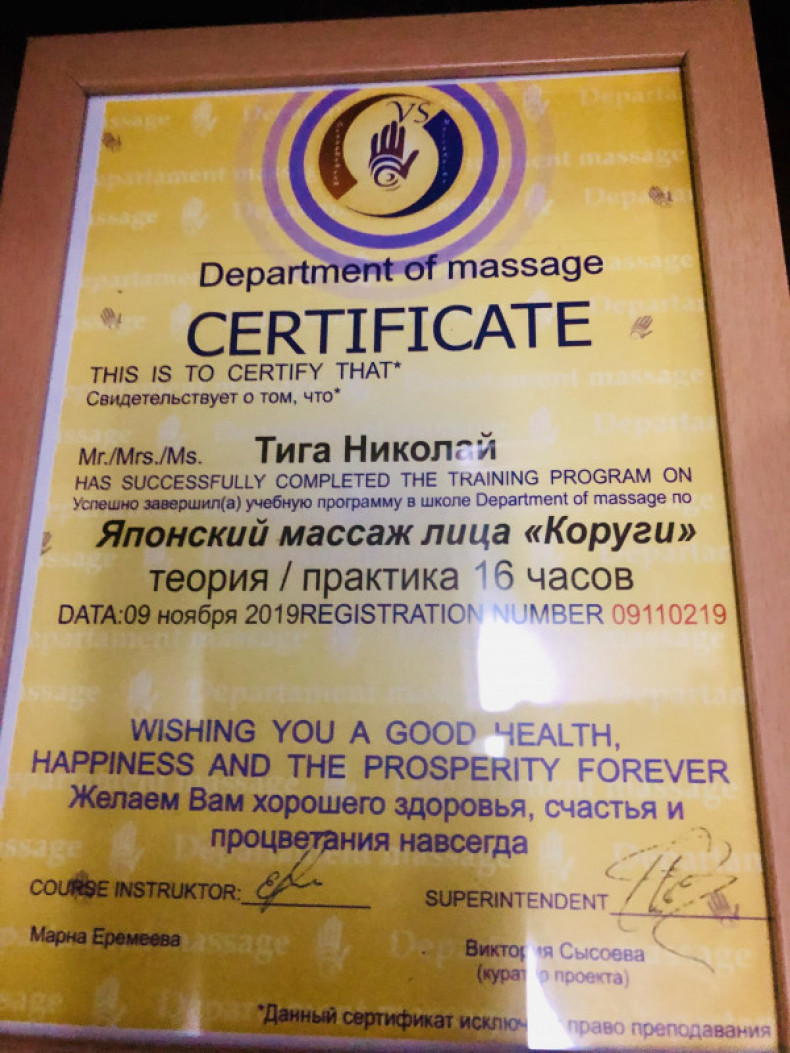 VS
Department of massage
CERTIFICATE
THIS IS TO CERTIFY THAT*
Свидетельствует о том, что*
Mr./Mrs./Ms. Тига Николай
HAS SUCCESSFULLY COMPLETED THE TRAINING PROGRAM ON
Успешно завершил(а) учебную программу в школе Department of massage по
Японский массаж лица «Коруги»
теория / практика 16 часов
DATA:09 ноября 2019REGISTRATION NUMBER 09110219
WISHING YOU A GOOD HEALTH,
HAPPINESS AND THE PROSPERITY FOREVER
Желаем Вам хорошего здоровья, счастья и
процветания навсегда
COURSE INSTRUKTOR: SUPERINTENDENT
Марна Еремеева Виктория Сысоева
(куратор проекта)
*Данный сертификат право преподавания